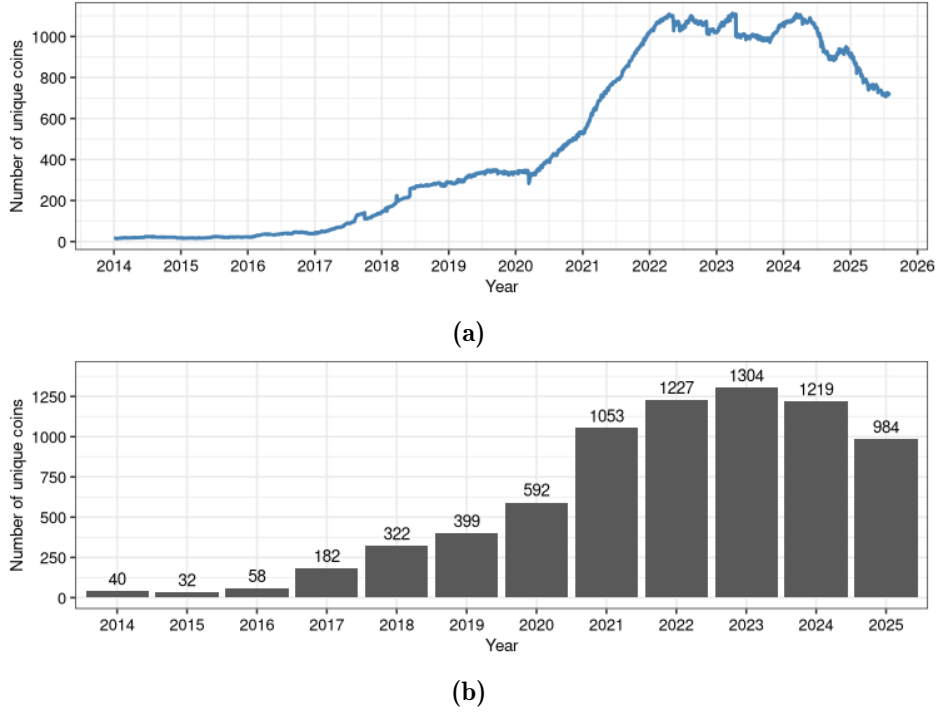 Number of unique coins
1000
800
600
400
200
0
2014 2015 2016 2017 2018 2019 2020 2021 2022 2023 2024 2025 2026
Year
(a)
Number of unique coins
1250
1000
750
500
250
0
40 32 58 182 322 399 592 1053 1227 1304 1219 984
2014 2015 2016 2017 2018 2019 2020 2021 2022 2023 2024 2025
Year
(b)